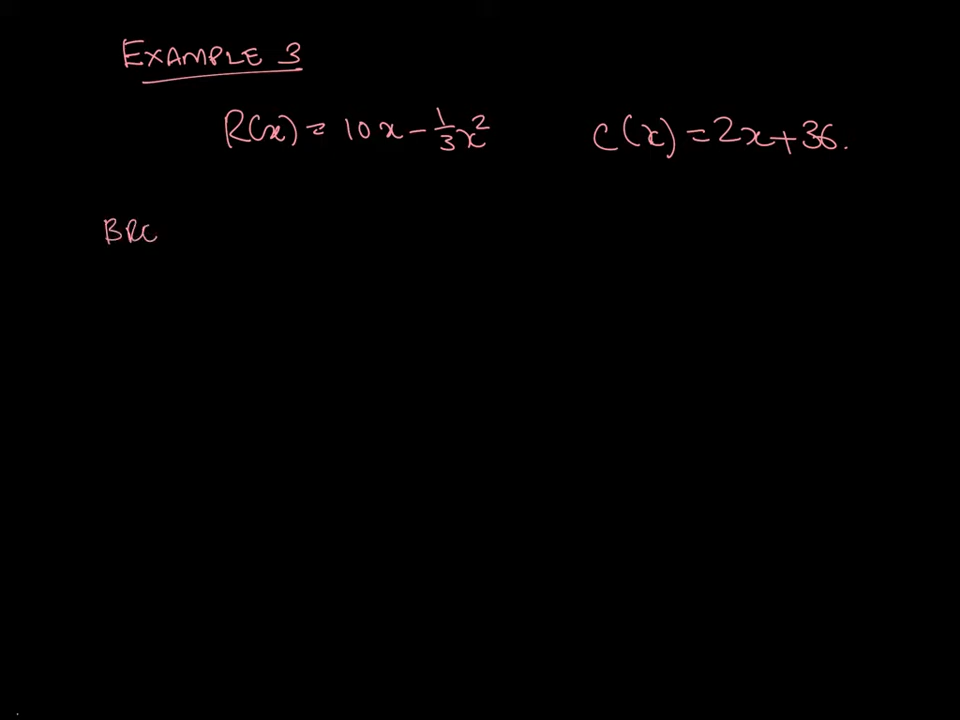 EXAMPLE 3
R(x) = 10x - 1/3x² C(x) = 2x + 36.
BRC